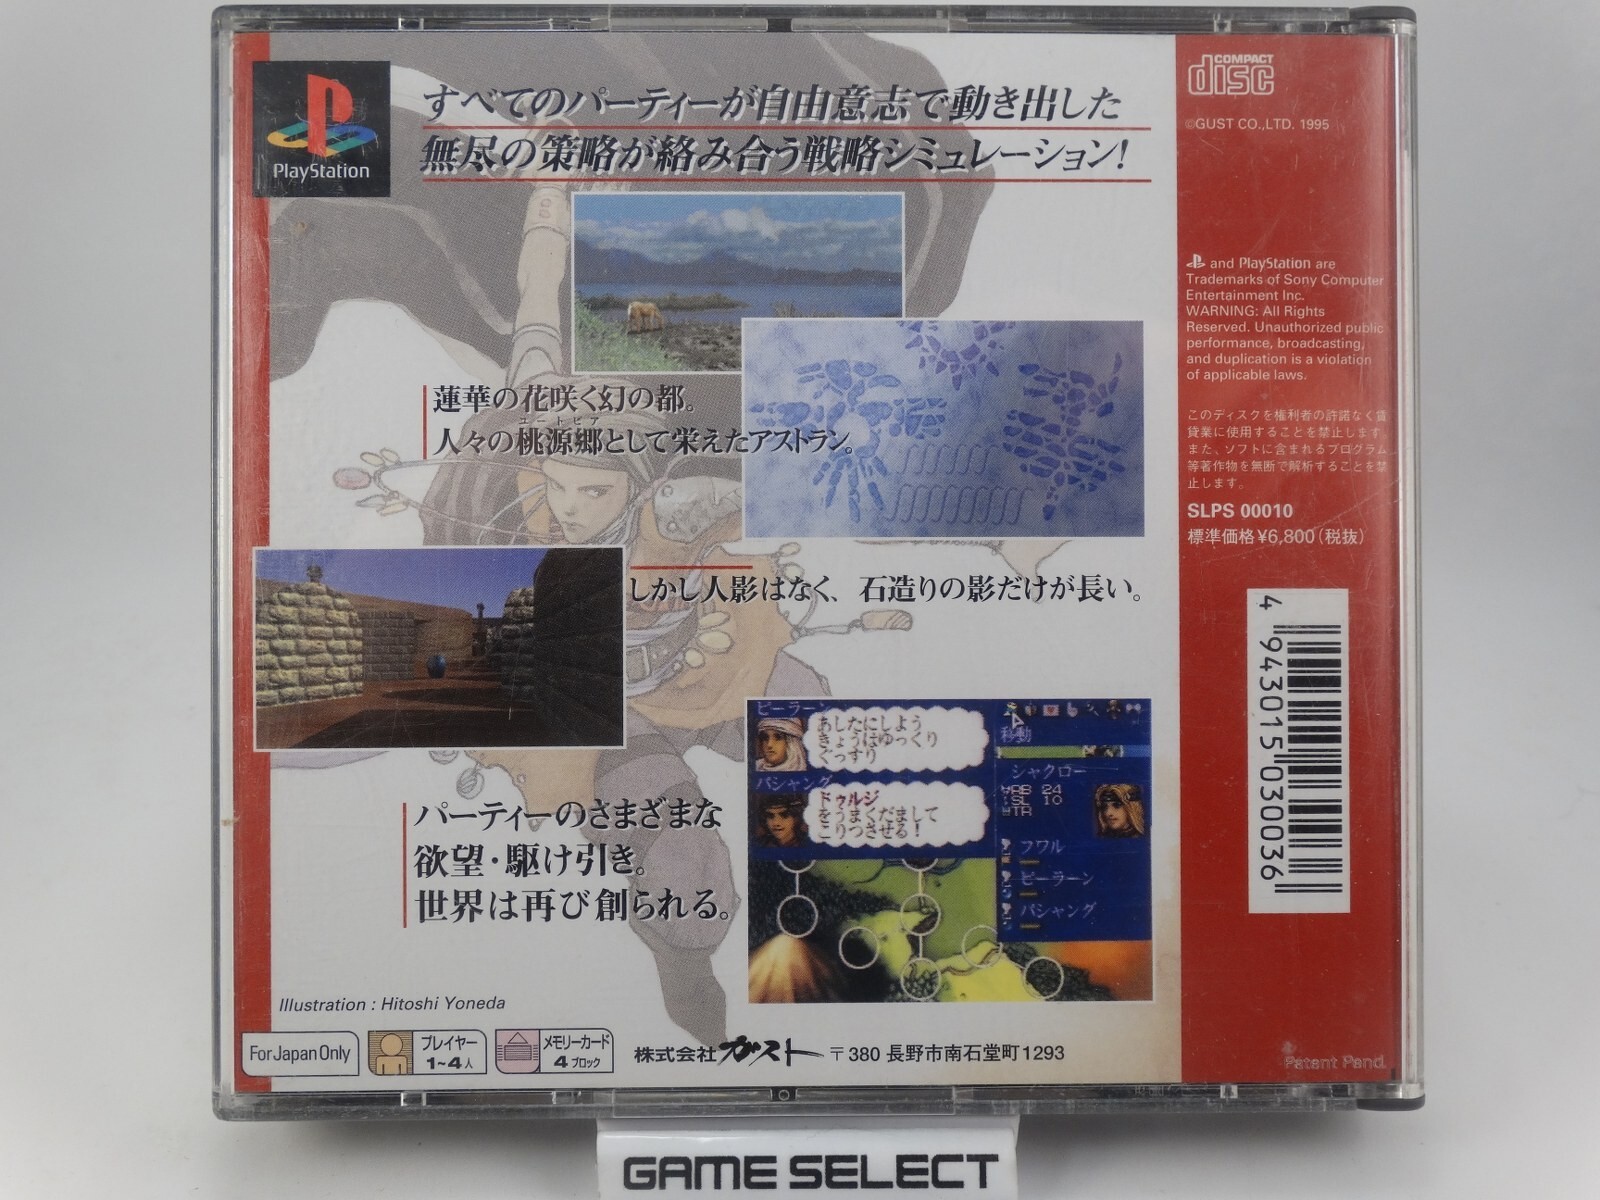 PlayStation
すべてのパーティーが自由意志で動き出した
無尽の策略が絡み合う戦略シミュレーション!
蓮華の花咲く幻の都。
ユートピア
人々の桃源郷として栄えたアストラン。
しかし人影はなく、石造りの影だけが長い。
パーティーのさまざまな
欲望・駆け引き。
世界は再び創られる。
ピーラーン
あしたにしよう
きょうはゆっくり
ぐっすり
バシャング
ドゥルジ
をうまくだまして
こりつさせる!
移動
シャクロー
24
SL 10
フワル
ピーラーン
バシャング
Illustration : Hitoshi Yoneda
For Japan Only
プレイヤー
1~4人
メモリーカード
4ブロック
株式会社ガスト 〒380 長野市南石堂町1293
COMPACT
disc
©GUST CO.,LTD. 1995
and PlayStation are
Trademarks of Sony Computer
Entertainment Inc.
WARNING: All Rights
Reserved. Unauthorized public
performance, broadcasting,
and duplication is a violation
of applicable laws.
このディスクを権利者の許諾なく賃
貸業に使用することを禁止します
また、ソフトに含まれるプログラム
等著作物を無断で解析することを禁
止します。
SLPS 00010
標準価格¥6,800(税抜)
4 943015 030036
Patent Pend.
GAME SELECT